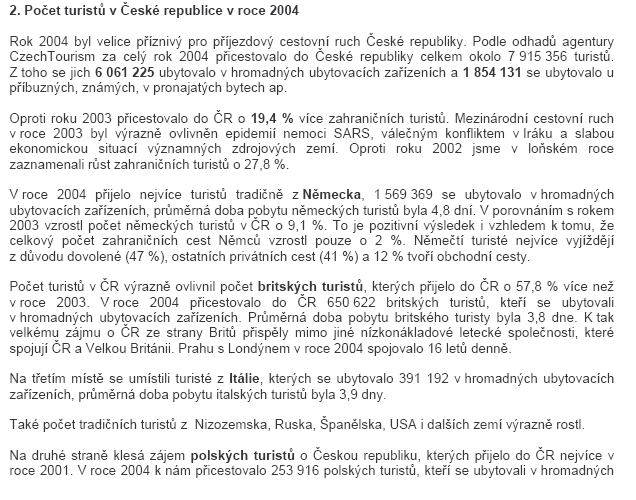 2. Počet turistů v České republice v roce 2004
Rok 2004 byl velice příznivý pro příjezdový cestovní ruch České republiky. Podle odhadů agentury
CzechTourism za celý rok 2004 přicestovalo do České republiky celkem okolo 7 915 356 turistů.
Z toho se jich 6 061 225 ubytovalo v hromadných ubytovacích zařízeních a 1 854 131 se ubytovalo u
příbuzných, známých, v pronajatých bytech ap.
Oproti roku 2003 přicestovalo do ČR o 19,4 % více zahraničních turistů. Mezinárodní cestovní ruch
v roce 2003 byl výrazně ovlivněn epidemií nemoci SARS, válečným konfliktem v Iráku a slabou
ekonomickou situací významných zdrojových zemí. Oproti roku 2002 jsme v loňském roce
zaznamenali růst zahraničních turistů o 27,8 %.
V roce 2004 přijelo nejvíce turistů tradičně z Německa, 1 569 369 se ubytovalo v hromadných
ubytovacích zařízeních, průměrná doba pobytu německých turistů byla 4,8 dní. V porovnáním s rokem
2003 vzrostl počet německých turistů v ČR o 9,1 %. To je pozitivní výsledek i vzhledem k tomu, že
celkový počet zahraničních cest Němců vzrostl pouze o 2 %. Němečtí turisté nejvíce vyjíždějí
z důvodu dovolené (47 %), ostatních privátních cest (41 %) a 12 % tvoří obchodní cesty.
Počet turistů v ČR výrazně ovlivnil počet britských turistů, kterých přijelo do ČR o 57,8 % více než
v roce 2003. V roce 2004 přicestovalo do ČR 650 622 britských turistů, kteří se ubytovali
v hromadných ubytovacích zařízeních. Průměrná doba pobytu britského turisty byla 3,8 dne. K tak
velkému zájmu o ČR ze strany Britů přispěly mimo jiné nízkonákladové letecké společnosti, které
spojují ČR a Velkou Británii. Prahu s Londýnem v roce 2004 spojovalo 16 letů denně.
Na třetím místě se umístili turisté z Itálie, kterých se ubytovalo 391 192 v hromadných ubytovacích
zařízeních, průměrná doba pobytu italských turistů byla 3,9 dny.
Také počet tradičních turistů z Nizozemska, Ruska, Španělska, USA i dalších zemí výrazně rostl.
Na druhé straně klesá zájem polských turistů o Českou republiku, kterých přijelo do ČR nejvíce v
roce 2001. V roce 2004 k nám přicestovalo 253 916 polských turistů, kteří se ubytovali v hromadných